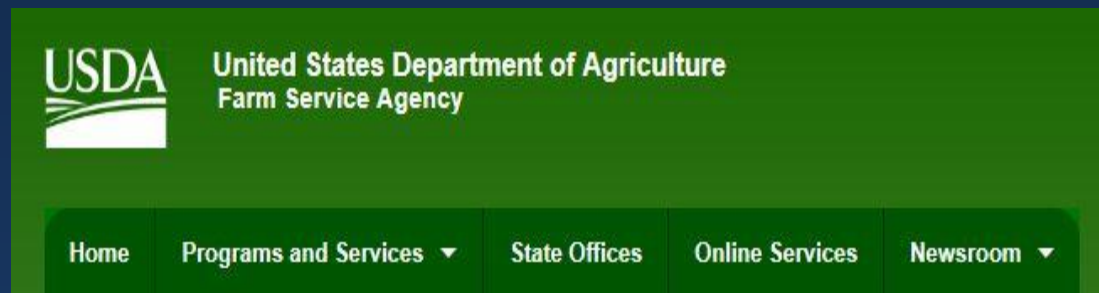 USDA
United States Department of Agriculture
Farm Service Agency
Home Programs and Services State Offices Online Services Newsroom